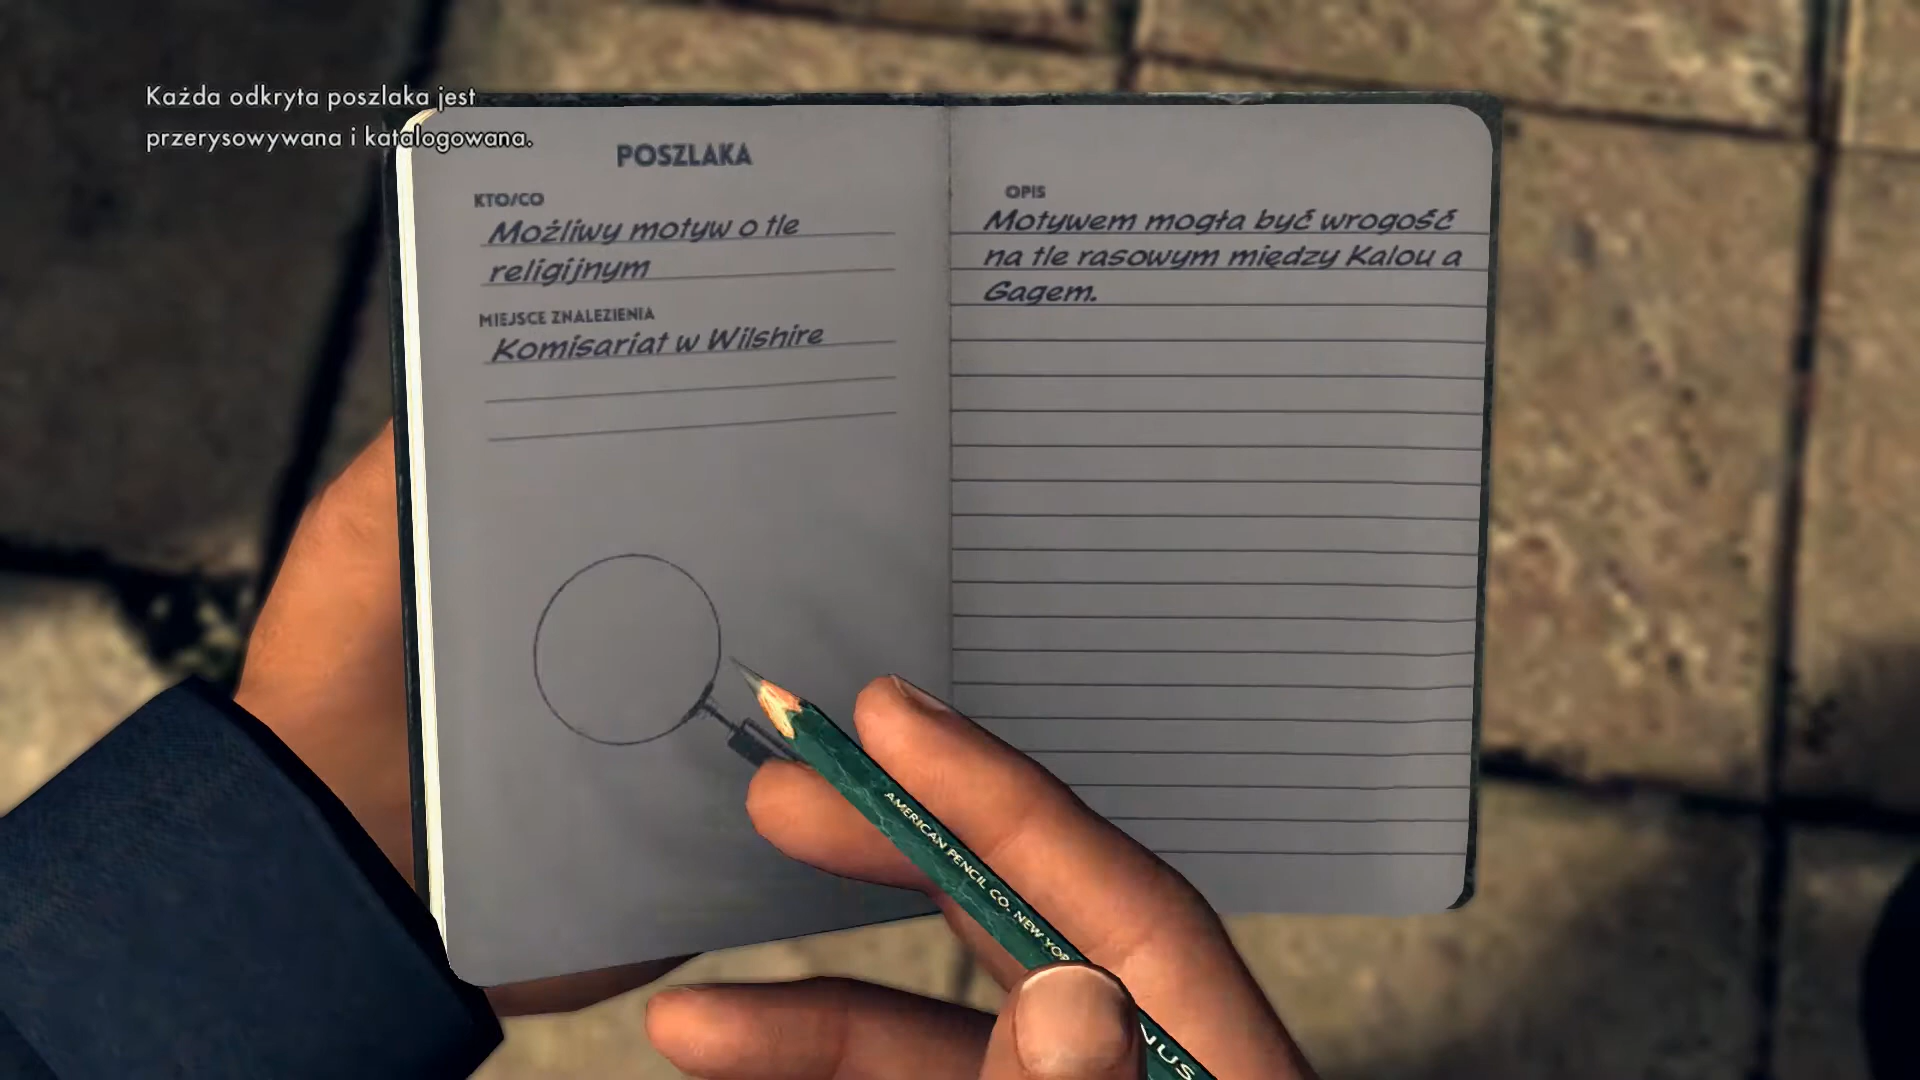 Każda odkryta poszlaka jest
przerysowywana i katalogowana.
POSZLAKA
KTO/CO
Możliwy motyw o tle
religijnym
MIEJSCE ZNALEZIENIA
Komisariat w Wilshire
OPIS
Motywem mogła być wrogość
na tle rasowym między Kalou a
Gagem.
AMERICAN PENCIL CO. NEW YOR
NUS